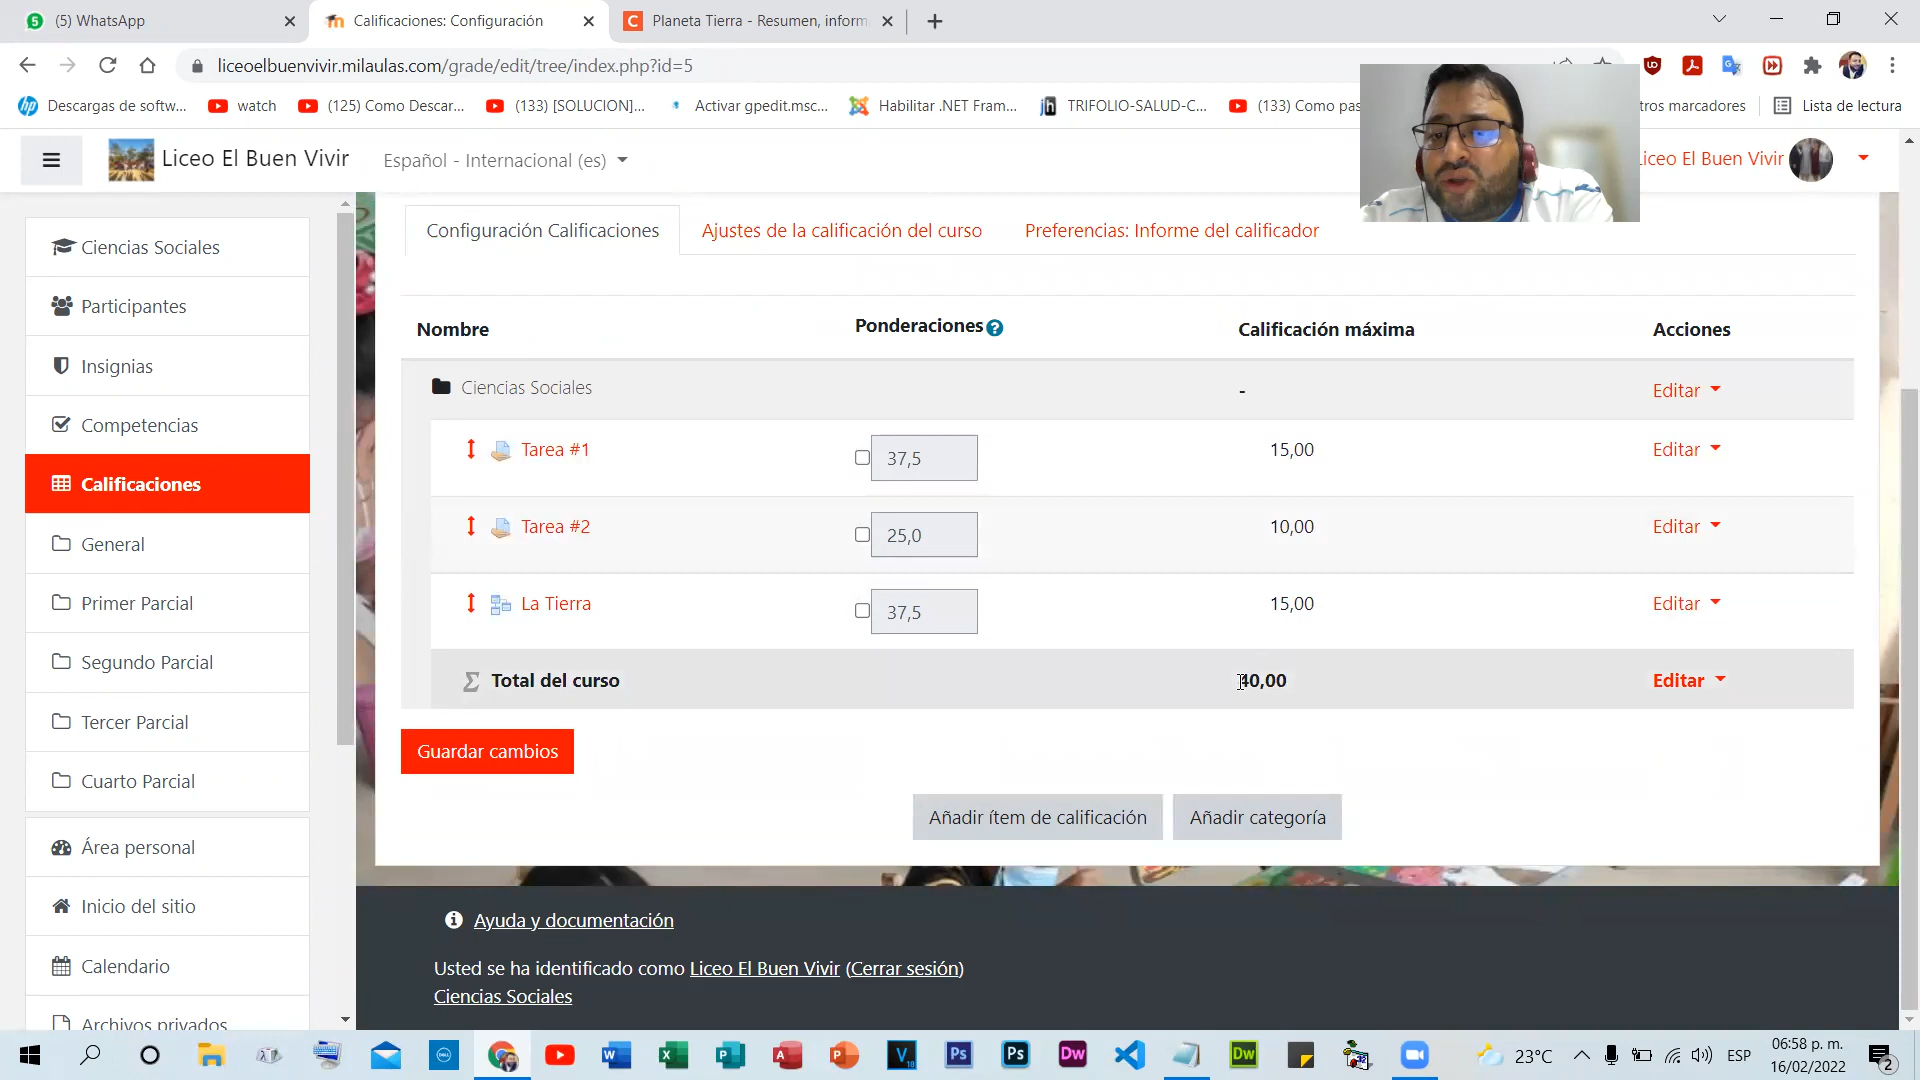 (5) WhatsApp
Calificaciones: Configuración
Planeta Tierra - Resumen, inform
liceoelbuenvivir.milaulas.com/grade/edit/tree/index.php?id=5
Descargas de softw...
watch
(125) Como Descar...
(133) [SOLUCION]...
Activar gpedit.msc...
Habilitar .NET Fram...
TRIFOLIO-SALUD-C...
(133) Como pas
tros marcadores
Lista de lectura
Liceo El Buen Vivir
Español - Internacional (es)
iceo El Buen Vivir
Ciencias Sociales
Participantes
Insignias
Competencias
Calificaciones
General
Primer Parcial
Segundo Parcial
Tercer Parcial
Cuarto Parcial
Área personal
Inicio del sitio
Calendario
Archivos privados
Configuración Calificaciones
Ajustes de la calificación del curso
Preferencias: Informe del calificador
Nombre Ponderaciones Calificación máxima Acciones
Ciencias Sociales - Editar
Tarea #1 37,5 15,00 Editar
Tarea #2 25,0 10,00 Editar
La Tierra 37,5 15,00 Editar
Total del curso 40,00 Editar
Guardar cambios
Añadir ítem de calificación
Añadir categoría
Ayuda y documentación
Usted se ha identificado como Liceo El Buen Vivir (Cerrar sesión)
Ciencias Sociales
23°C
ESP
06:58 p. m.
16/02/2022
2